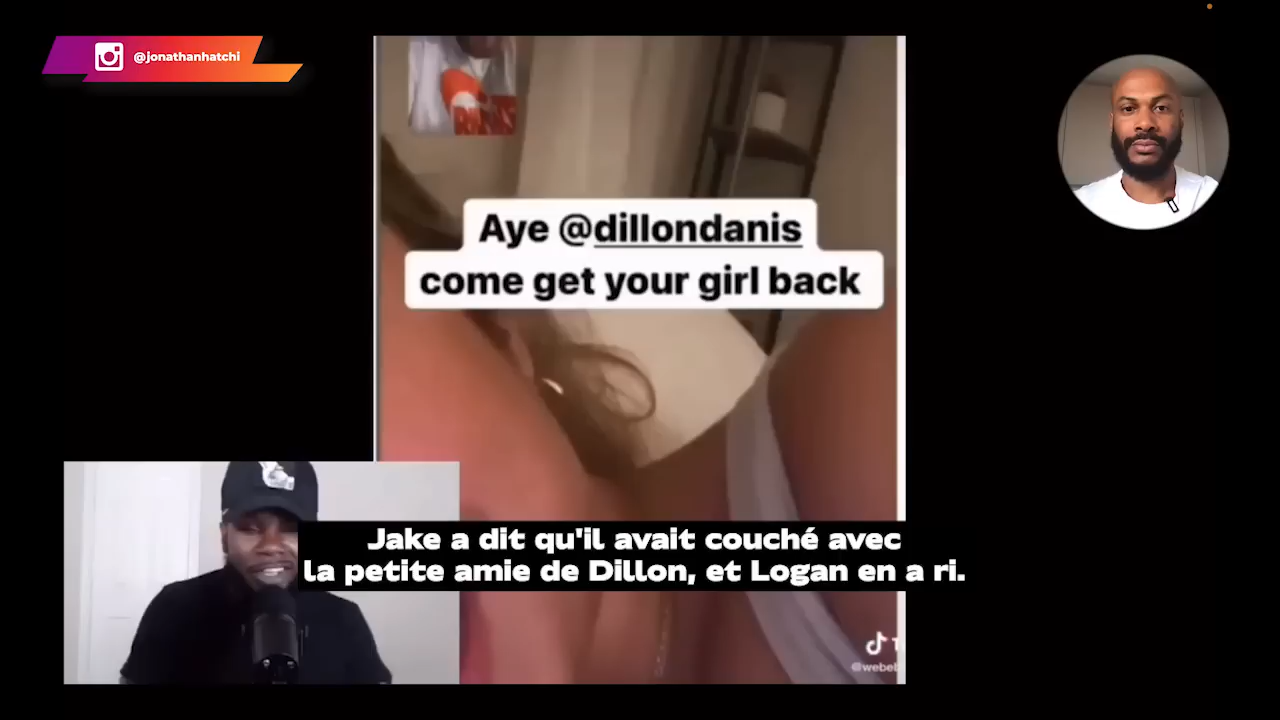 @jonathanhatchi
Aye @dillondanis
come get your girl back
Jake a dit qu'il avait couché avec
la petite amie de Dillon, et Logan en a ri.